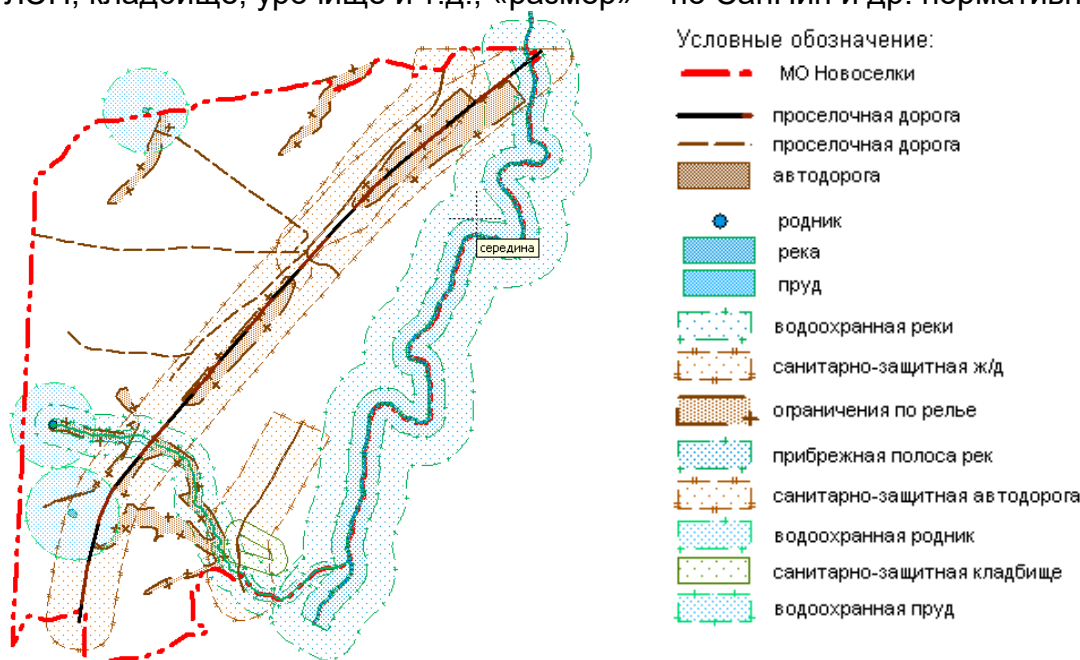 ЛЭП, кладбище, урочище и т.д., «размер» – по СанПин и др. нормативн
Условные обозначение:
МО Новоселки
проселочная дорога
проселочная дорога
автодорога
родник
река
пруд
водоохранная реки
санитарно-защитная ж/д
ограничения по релье
прибрежная полоса рек
санитарно-защитная автодорога
водоохранная родник
санитарно-защитная кладбище
водоохранная пруд
середина